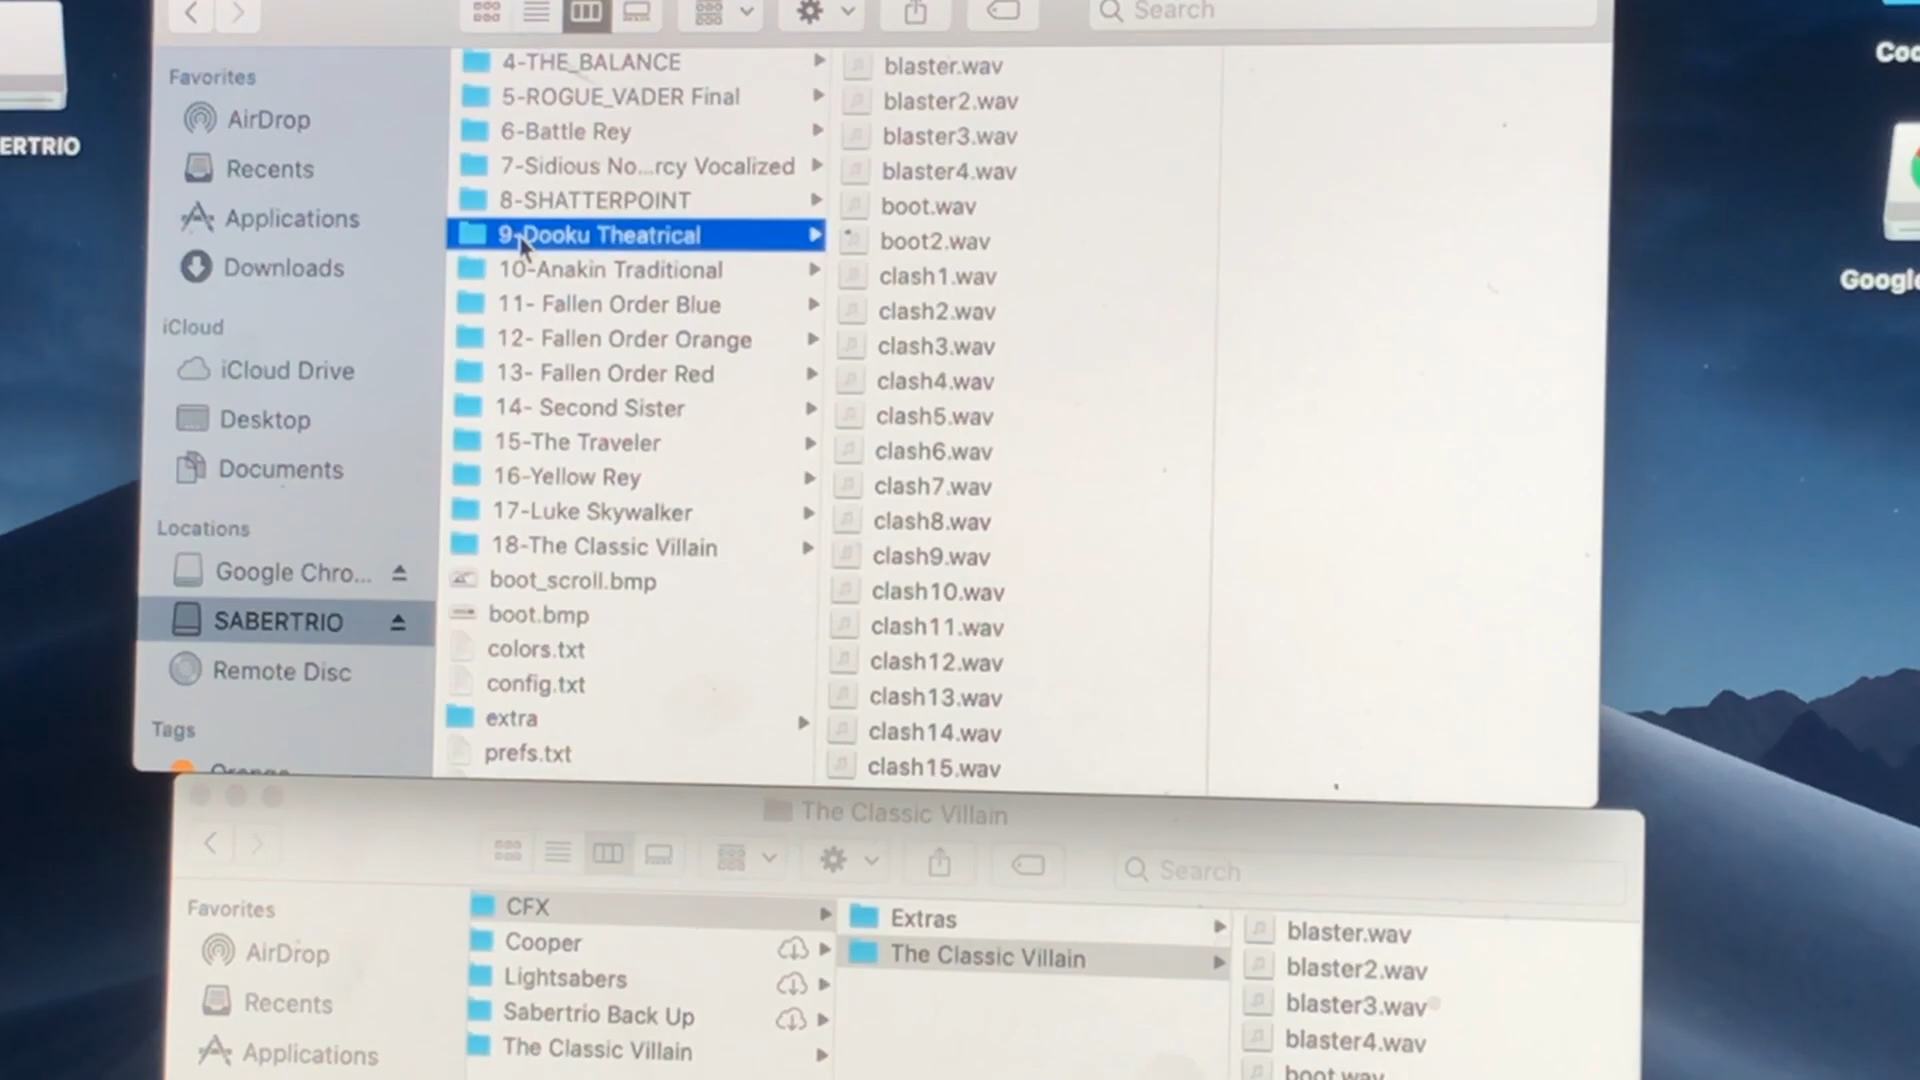 Search
Favorites
AirDrop
Recents
Applications
Downloads
iCloud
iCloud Drive
Desktop
Documents
Locations
Google Chro...
SABERTRIO
Remote Disc
Tags
Orange
4-THE_BALANCE
5-ROGUE_VADER Final
6-Battle Rey
7-Sidious No...rcy Vocalized
8-SHATTERPOINT
9-Dooku Theatrical
10-Anakin Traditional
11- Fallen Order Blue
12- Fallen Order Orange
13- Fallen Order Red
14- Second Sister
15-The Traveler
16-Yellow Rey
17-Luke Skywalker
18-The Classic Villain
boot_scroll.bmp
boot.bmp
colors.txt
config.txt
extra
prefs.txt
blaster.wav
blaster2.wav
blaster3.wav
blaster4.wav
boot.wav
boot2.wav
clash1.wav
clash2.wav
clash3.wav
clash4.wav
clash5.wav
clash6.wav
clash7.wav
clash8.wav
clash9.wav
clash10.wav
clash11.wav
clash12.wav
clash13.wav
clash14.wav
clash15.wav
ERTRIO
Google
The Classic Villain
Search
Favorites
AirDrop
Recents
Applications
CFX
Cooper
Lightsabers
Sabertrio Back Up
The Classic Villain
Extras
The Classic Villain
blaster.wav
blaster2.wav
blaster3.wav
blaster4.wav
boot.wav